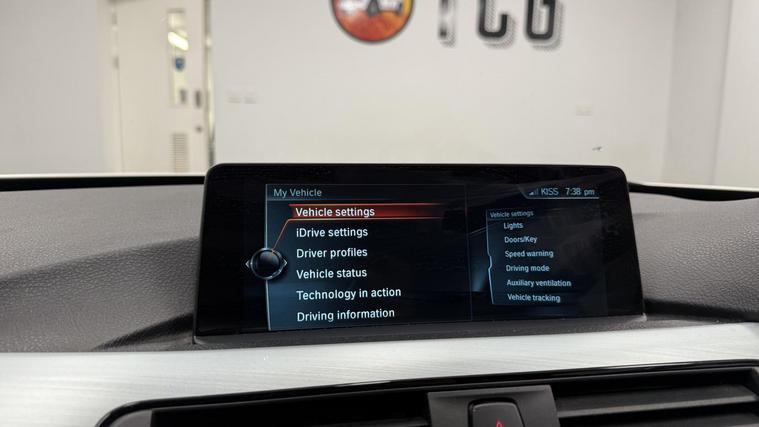 TCG
My Vehicle
KISS 7:38 pm
Vehicle settings
iDrive settings
Driver profiles
Vehicle status
Technology in action
Driving information
Vehicle settings
Lights
Doors/Key
Speed warning
Driving mode
Auxiliary ventilation
Vehicle tracking